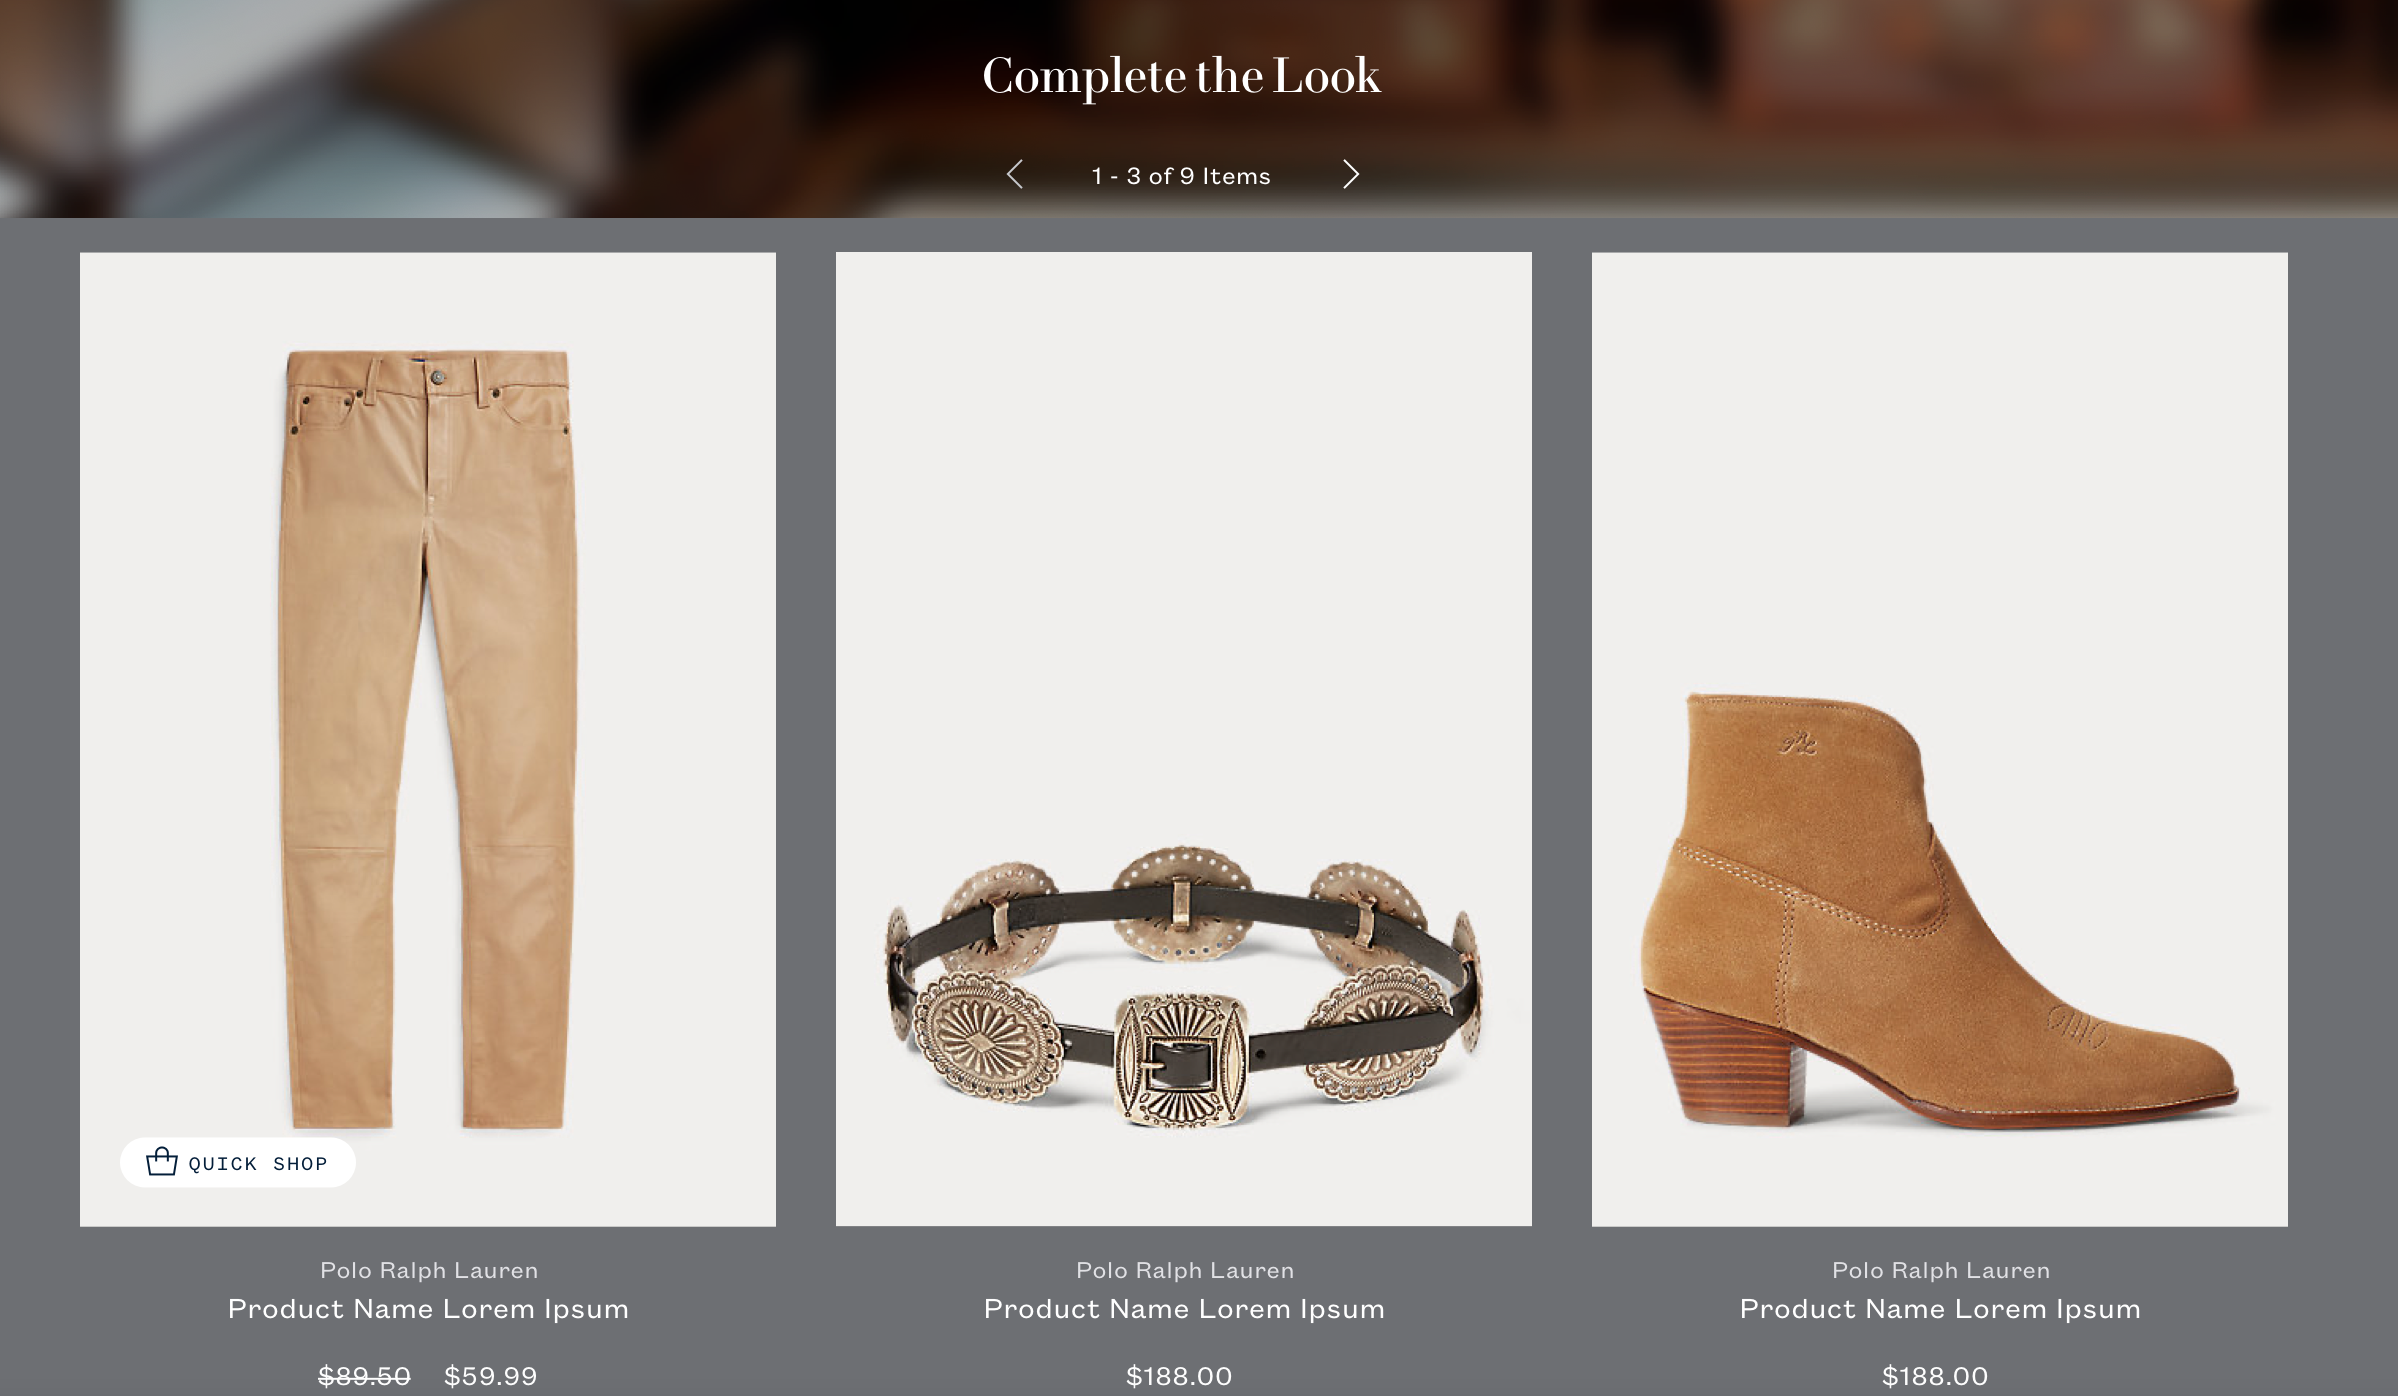 Complete the Look
1 - 3 of 9 Items
QUICK SHOP
Polo Ralph Lauren
Product Name Lorem Ipsum
$89.50 $59.99
Polo Ralph Lauren
Product Name Lorem Ipsum
$188.00
Polo Ralph Lauren
Product Name Lorem Ipsum
$188.00
RL